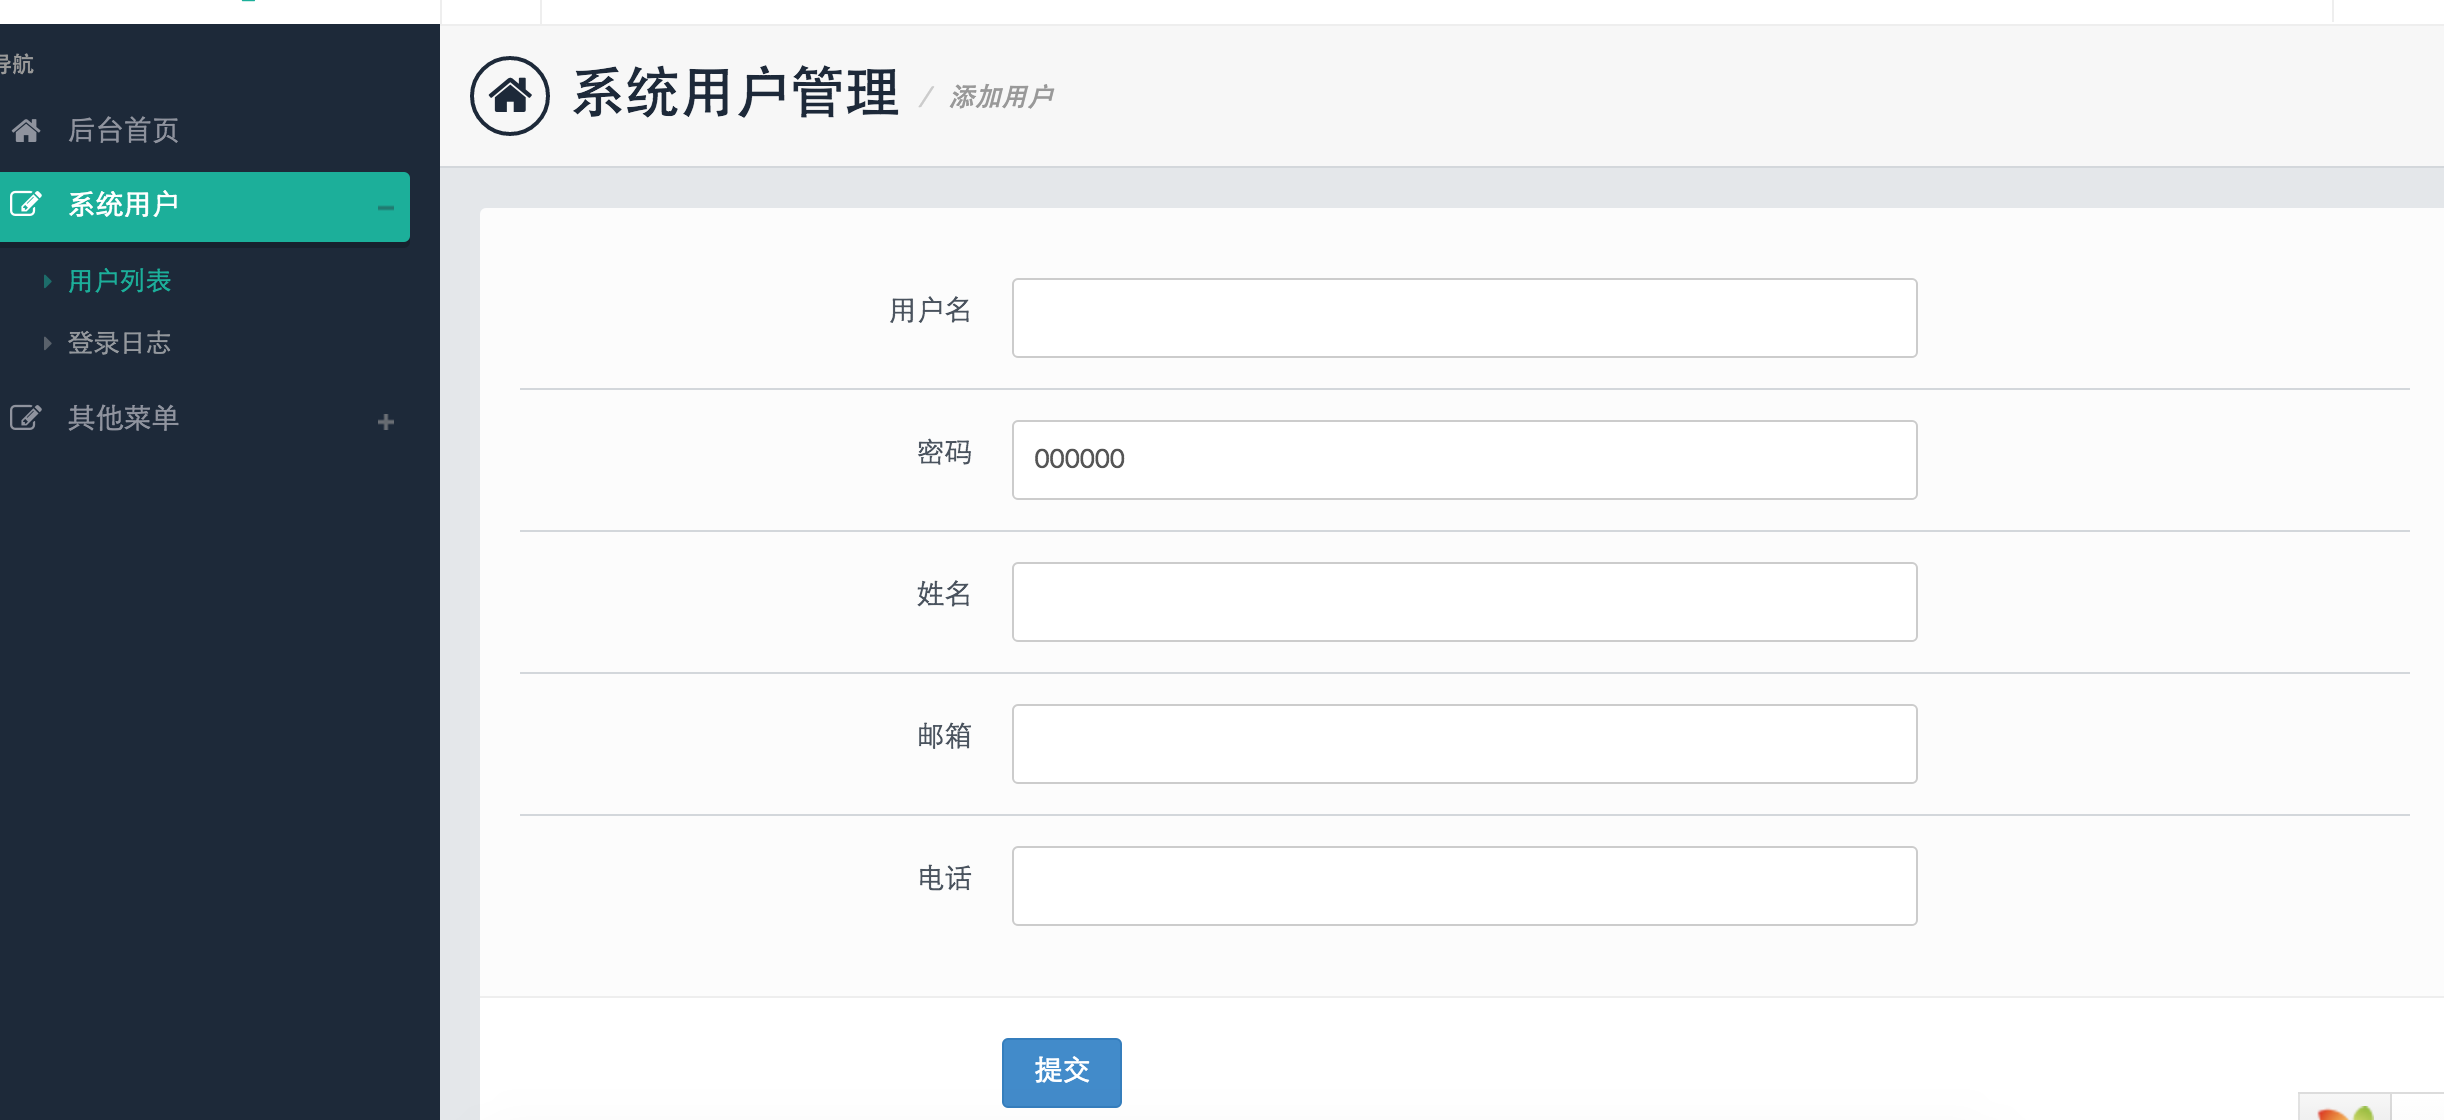 导航
后台首页
系统用户
用户列表
登录日志
其他菜单
系统用户管理 / 添加用户
用户名
密码 000000
姓名
邮箱
电话
提交